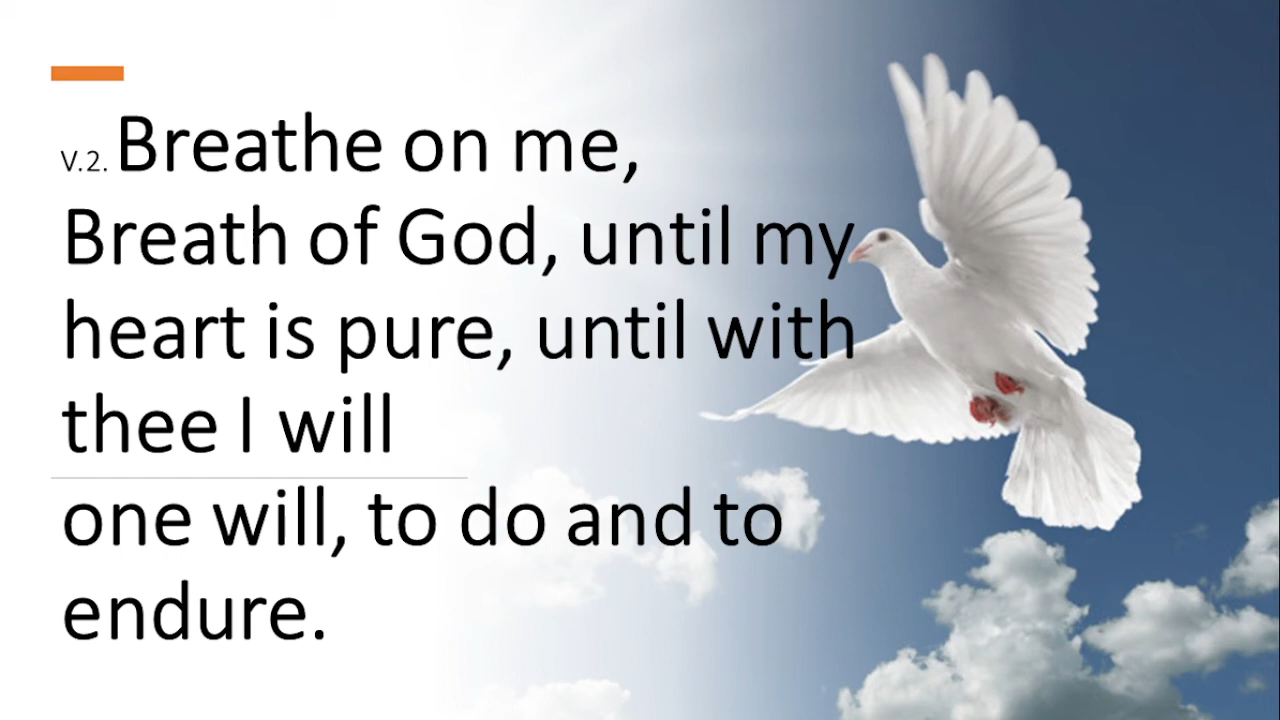 V.2. Breathe on me,
Breath of God, until my
heart is pure, until with
thee I will
one will, to do and to
endure.